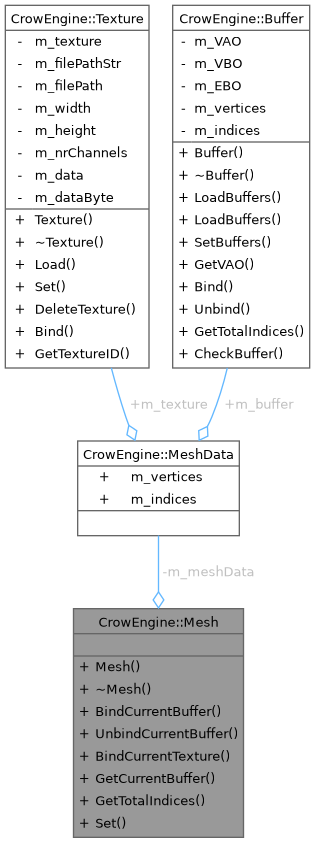 CrowEngine::Texture
- m_texture
- m_filePathStr
- m_filePath
- m_width
- m_height
- m_nrChannels
- m_data
- m_dataByte
+ Texture()
+ ~Texture()
+ Load()
+ Set()
+ DeleteTexture()
+ Bind()
+ GetTextureID()
CrowEngine::Buffer
- m_VAO
- m_VBO
- m_EBO
- m_vertices
- m_indices
+ Buffer()
+ ~Buffer()
+ LoadBuffers()
+ LoadBuffers()
+ SetBuffers()
+ GetVAO()
+ Bind()
+ Unbind()
+ GetTotalIndices()
+ CheckBuffer()
+m_texture
+m_buffer
CrowEngine::MeshData
+ m_vertices
+ m_indices
-m_meshData
CrowEngine::Mesh
+ Mesh()
+ ~Mesh()
+ BindCurrentBuffer()
+ UnbindCurrentBuffer()
+ BindCurrentTexture()
+ GetCurrentBuffer()
+ GetTotalIndices()
+ Set()